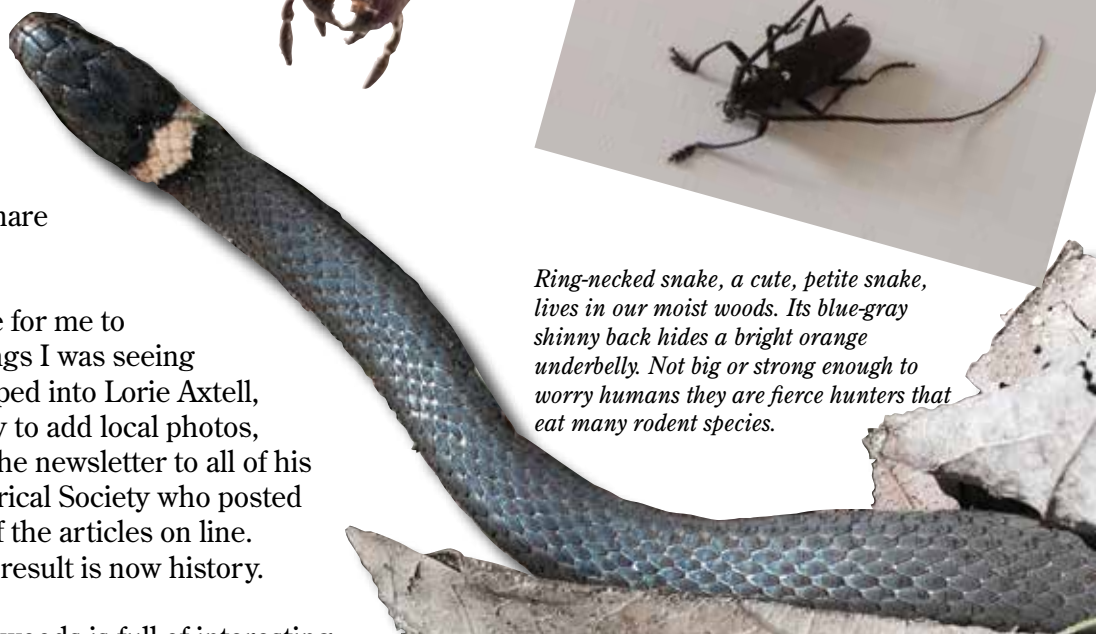 for me to
I was seeing
into Lorie Axtell,
to add local photos,
he newsletter to all of his
rical Society who posted
the articles on line.
result is now history.
woods is full of interesting
Ring-necked snake, a cute, petite snake,
lives in our moist woods. Its blue-gray
shinny back hides a bright orange
underbelly. Not big or strong enough to
worry humans they are fierce hunters that
eat many rodent species.